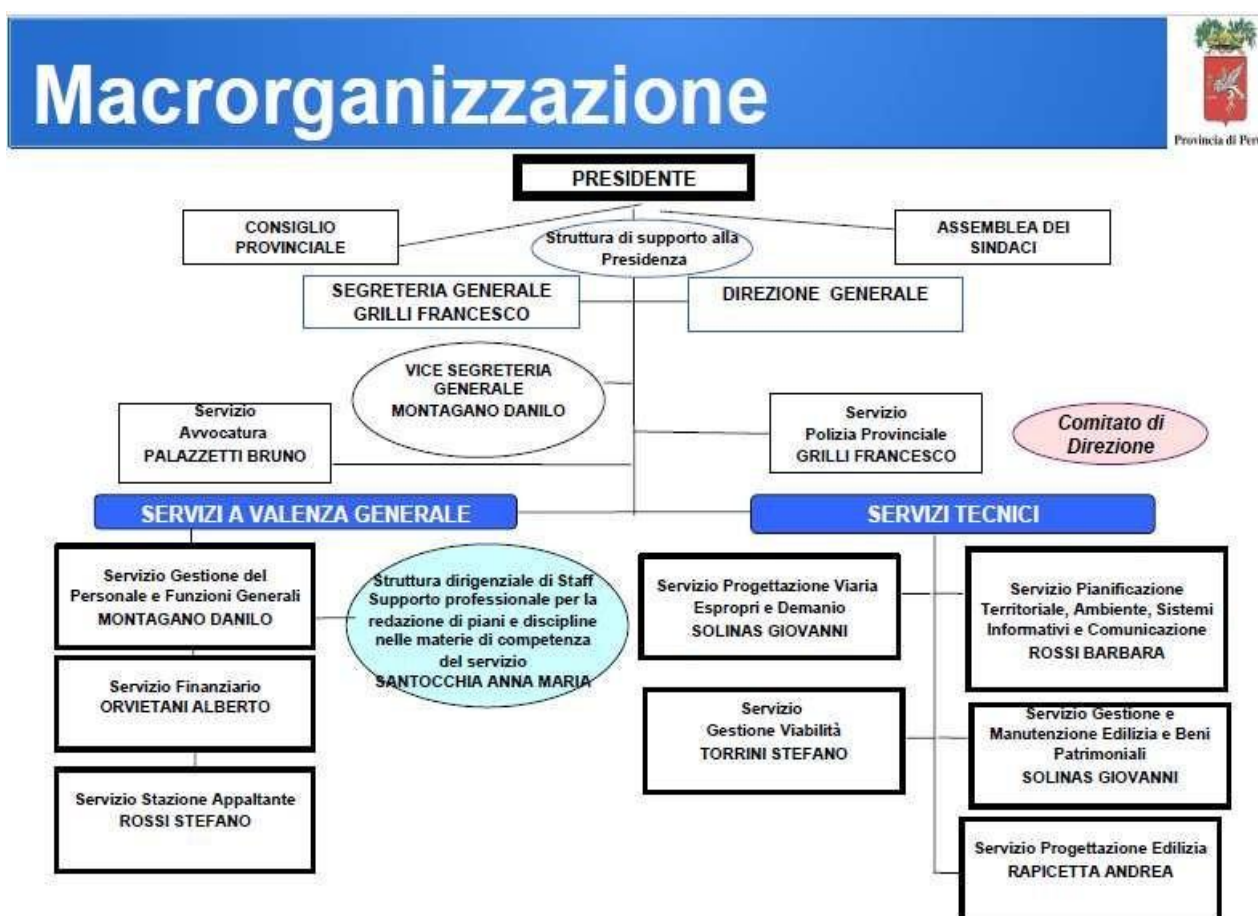 Macrorganizzazione
Provincia di
PRESIDENTE
CONSIGLIO
PROVINCIALE
Struttura di supporto alla
Presidenza
ASSEMBLEA DEI
SINDACI
SEGRETERIA GENERALE
GRILLI FRANCESCO
DIREZIONE GENERALE
VICE SEGRETERIA
GENERALE
MONTAGANO DANILO
Servizio
Avvocatura
PALAZZETTI BRUNO
Servizio
Polizia Provinciale
GRILLI FRANCESCO
Comitato di
Direzione
SERVIZI A VALENZA GENERALE
SERVIZI TECNICI
Servizio Gestione del
Personale e Funzioni Generali
MONTAGANO DANILO
Struttura dirigenziale di Staff
Supporto professionale per la
redazione di piani e discipline
nelle materie di competenza
del servizio
SANTOCCHIA ANNA MARIA
Servizio Finanziario
ORVIETANI ALBERTO
Servizio Stazione Appaltante
ROSSI STEFANO
Servizio Progettazione Viaria
Espropri e Demanio
SOLINAS GIOVANNI
Servizio Pianificazione
Territoriale, Ambiente, Sistemi
Informativi e Comunicazione
ROSSI BARBARA
Servizio
Gestione Viabilità
TORRINI STEFANO
Servizio Gestione e
Manutenzione Edilizia e Beni
Patrimoniali
SOLINAS GIOVANNI
Servizio Progettazione Edilizia
RAPICETTA ANDREA